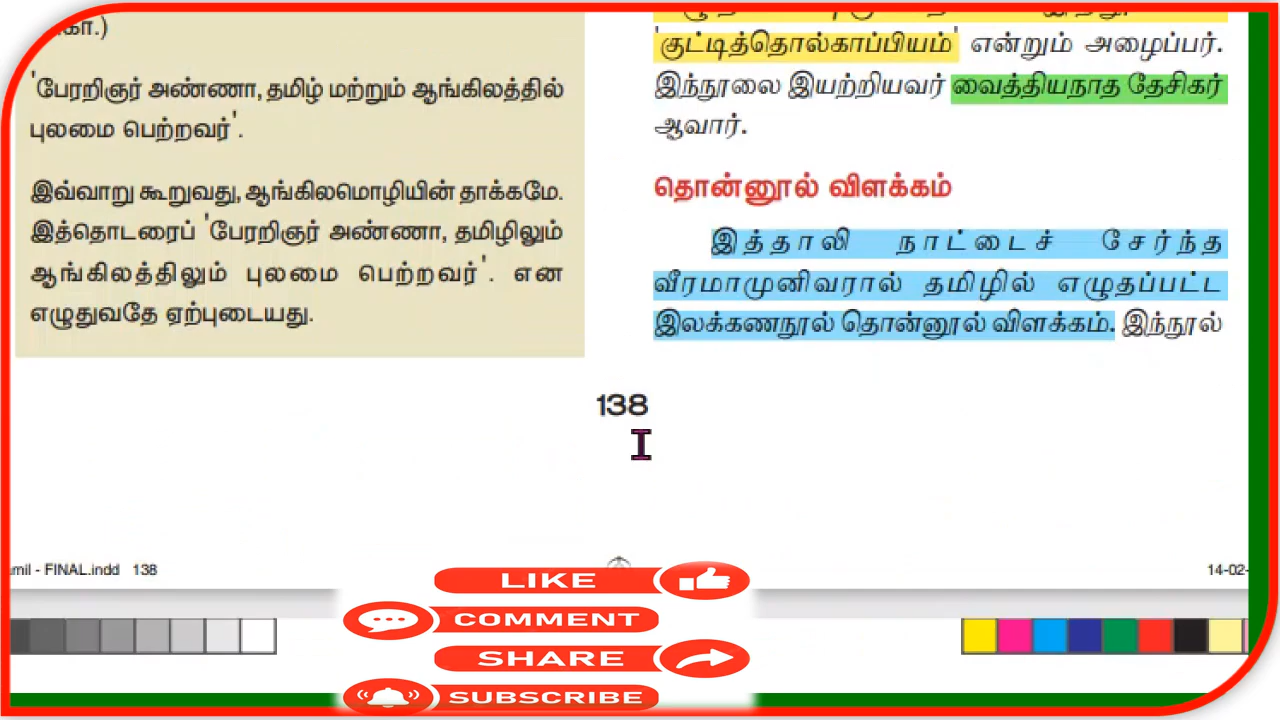 'பேரறிஞர் அண்ணா, தமிழ் மற்றும் ஆங்கிலத்தில்
புலமை பெற்றவர்'.
இவ்வாறு கூறுவது, ஆங்கிலமொழியின் தாக்கமே.
இத்தொடரைப் 'பேரறிஞர் அண்ணா, தமிழிலும்
ஆங்கிலத்திலும் புலமை பெற்றவர்'. என
எழுதுவதே ஏற்புடையது.
'குட்டித்தொல்காப்பியம்' என்றும் அழைப்பர்.
இந்நூலை இயற்றியவர் வைத்தியநாத தேசிகர்
ஆவார்.
தொன்னூல் விளக்கம்
இத்தாலி நாட்டைச் சேர்ந்த
வீரமாமுனிவரால் தமிழில் எழுதப்பட்ட
இலக்கணநூல் தொன்னூல் விளக்கம். இந்நூல்
138
- FINAL.indd 138
14-02-
LIKE
COMMENT
SHARE
SUBSCRIBE